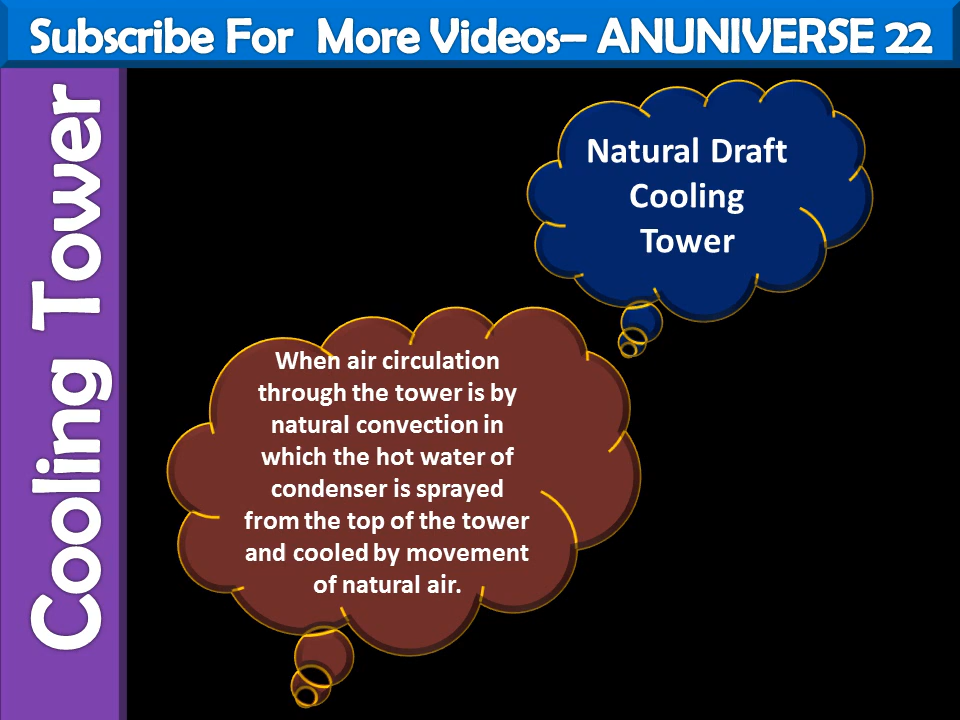 Subscribe For More Videos– ANUNIVERSE 22
Cooling Tower
Natural Draft
Cooling
Tower
When air circulation
through the tower is by
natural convection in
which the hot water of
condenser is sprayed
from the top of the tower
and cooled by movement
of natural air.